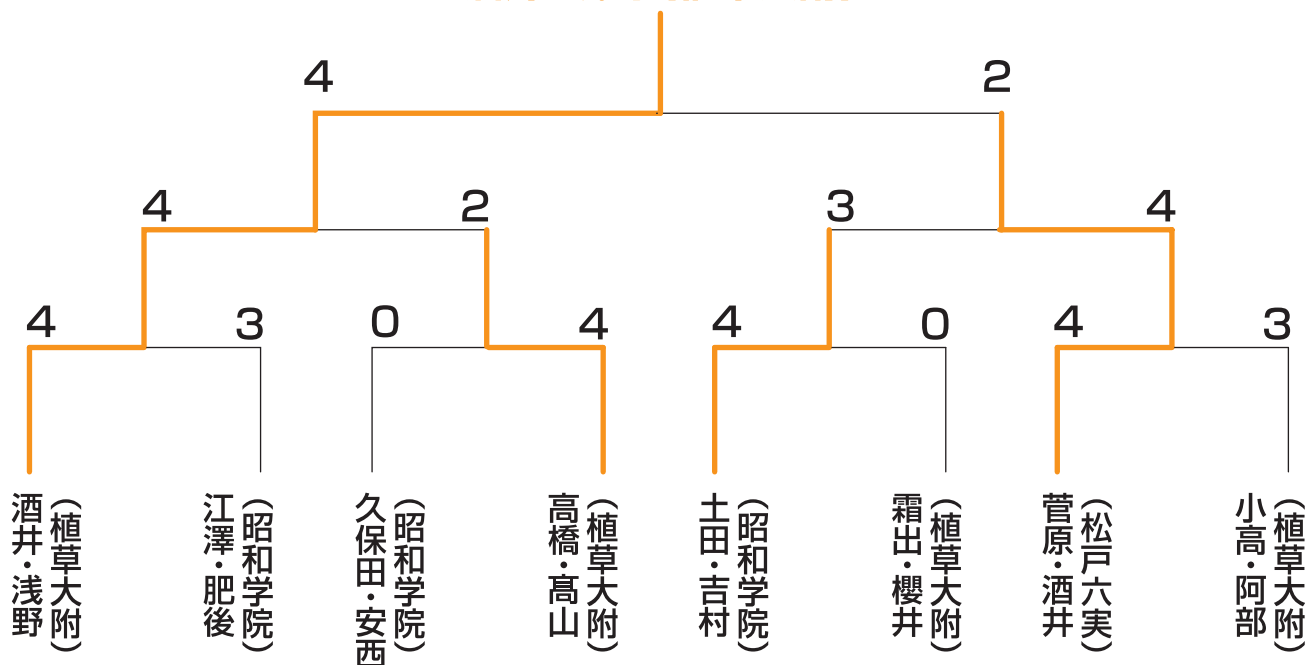 4
2
4
2
3
4
4
3
0
4
4
0
4
3
酒井・浅野
(植草大附)
江澤・肥後
(昭和学院)
久保田・安西
(昭和学院)
高橋・髙山
(植草大附)
土田・吉村
(昭和学院)
霜出・櫻井
(植草大附)
菅原・酒井
(松戸六実)
小高・阿部
(植草大附)